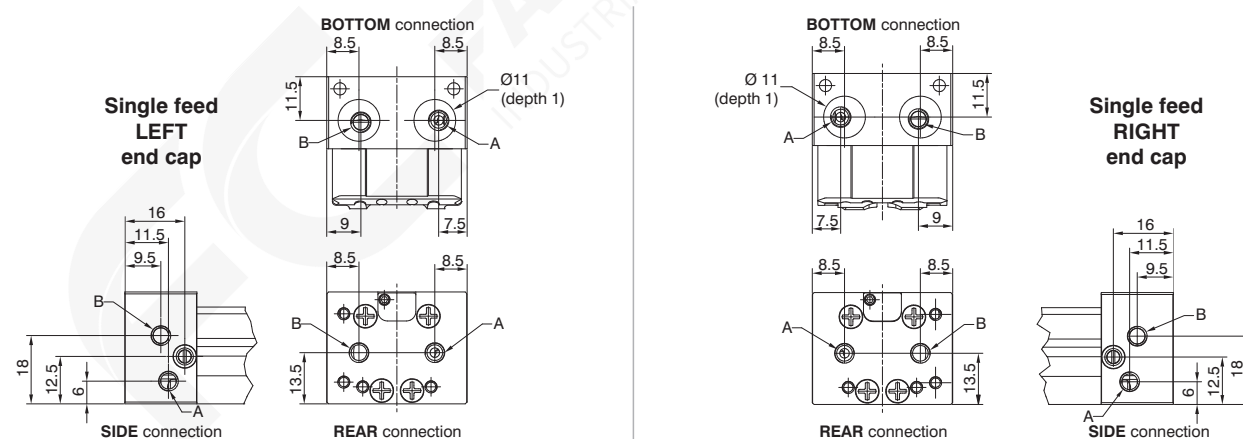 BOTTOM connection
8.5
8.5
11.5
Ø11
(depth 1)
B
A
9
7.5
Single feed
LEFT
end cap
16
11.5
9.5
B
18
12.5
6
A
SIDE connection
8.5
8.5
B
A
13.5
REAR connection
BOTTOM connection
8.5
8.5
Ø 11
(depth 1)
11.5
A
B
7.5
9
Single feed
RIGHT
end cap
8.5
8.5
A
B
13.5
REAR connection
16
11.5
9.5
B
18
12.5
6
A
SIDE connection